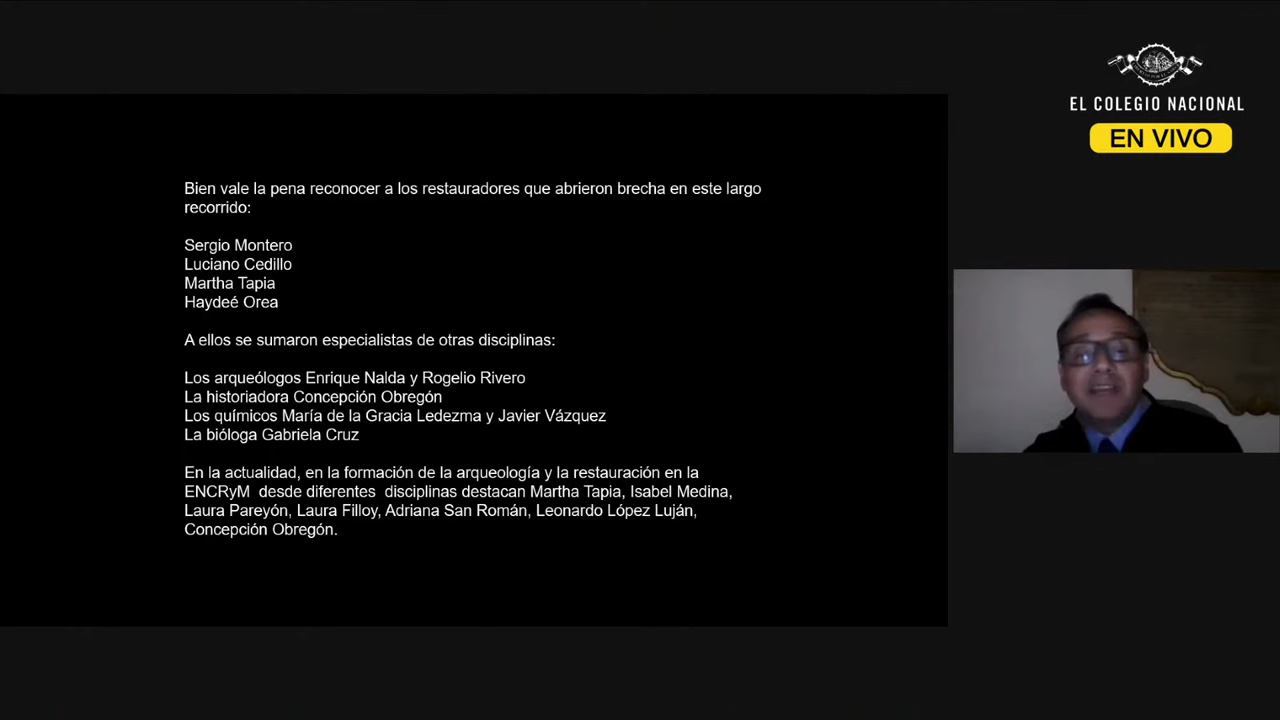 EL COLEGIO NACIONAL
EN VIVO
Bien vale la pena reconocer a los restauradores que abrieron brecha en este largo
recorrido:
Sergio Montero
Luciano Cedillo
Martha Tapia
Haydeé Orea
A ellos se sumaron especialistas de otras disciplinas:
Los arqueólogos Enrique Nalda y Rogelio Rivero
La historiadora Concepción Obregón
Los químicos María de la Gracia Ledezma y Javier Vázquez
La bióloga Gabriela Cruz
En la actualidad, en la formación de la arqueología y la restauración en la
ENCRyM  desde diferentes  disciplinas destacan Martha Tapia, Isabel Medina,
Laura Pareyón, Laura Filloy, Adriana San Román, Leonardo López Luján,
Concepción Obregón.